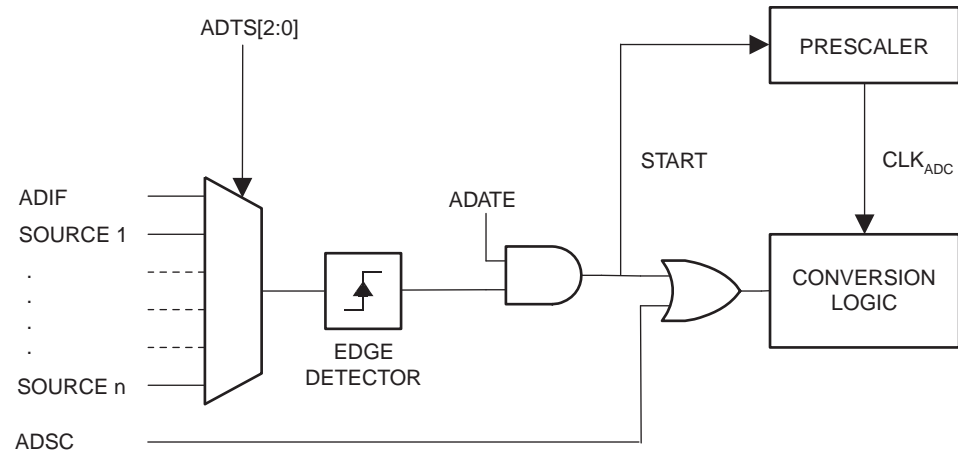 ADTS[2:0]
PRESCALER
START
CLKADC
ADIF
ADATE
SOURCE 1
.
.
.
.
CONVERSION
LOGIC
EDGE
DETECTOR
SOURCE n
ADSC